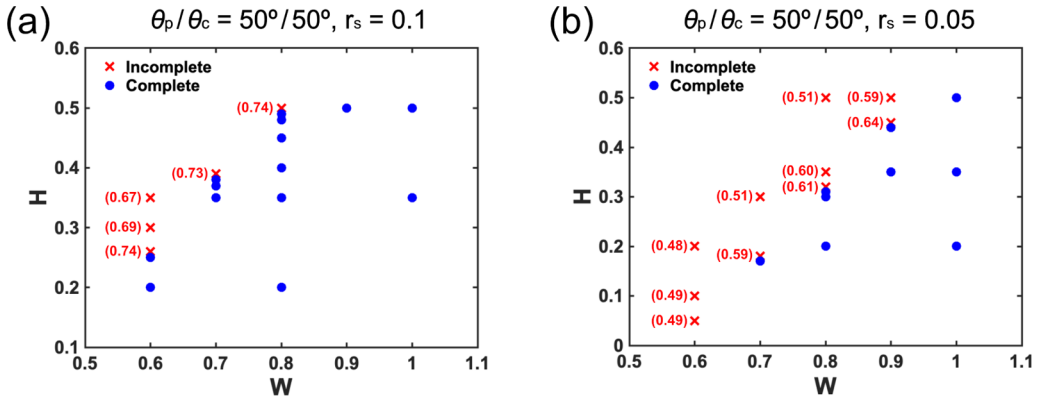 (a) θp/θc = 50º/50º, rs = 0.1
0.6
× Incomplete
● Complete
0.5
(0.74)
0.4
(0.73)
H
(0.67)
0.3
(0.69)
(0.74)
0.2
0.1
0.5 0.6 0.7 0.8 0.9 1 1.1
W
(b) θp/θc = 50º/50º, rs = 0.05
0.6
× Incomplete
● Complete
0.5
(0.51) (0.59)
(0.64)
0.4
(0.60)
(0.61)
H
0.3
(0.51)
0.2
(0.48)
(0.59)
0.1
(0.49)
(0.49)
0
0.5 0.6 0.7 0.8 0.9 1 1.1
W